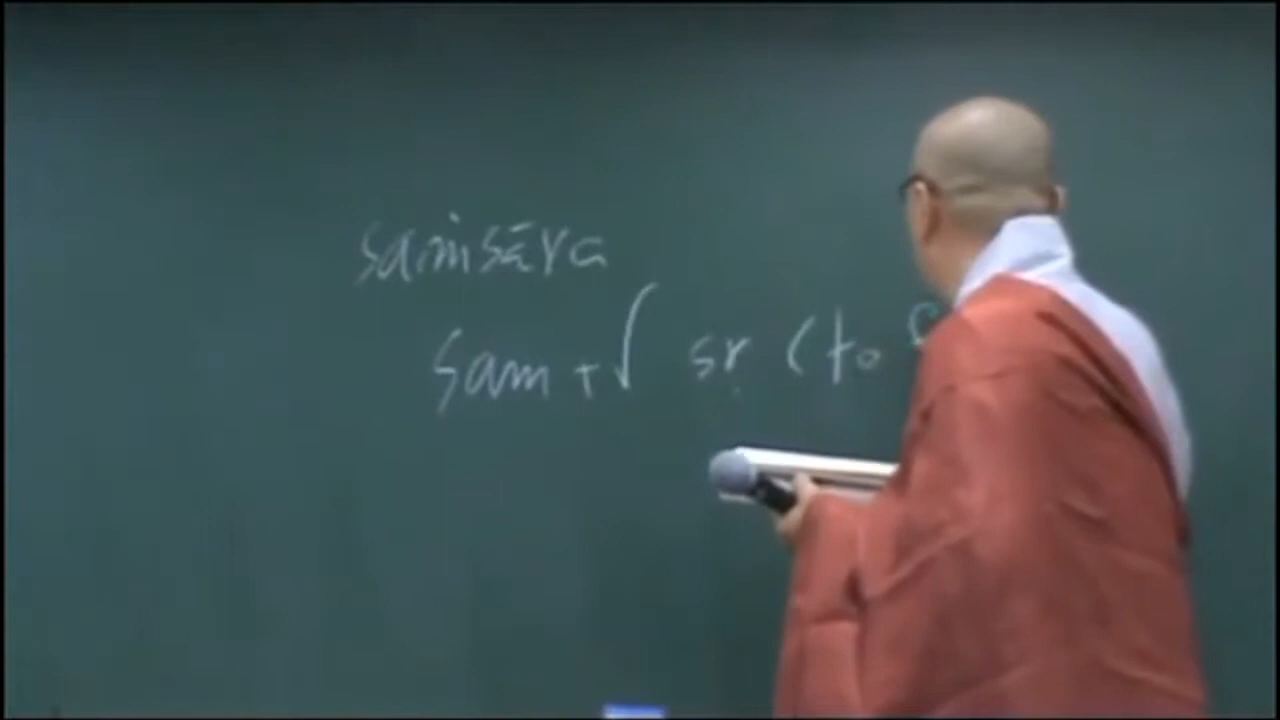 saṁsāra
sam + √ sṛ (to f